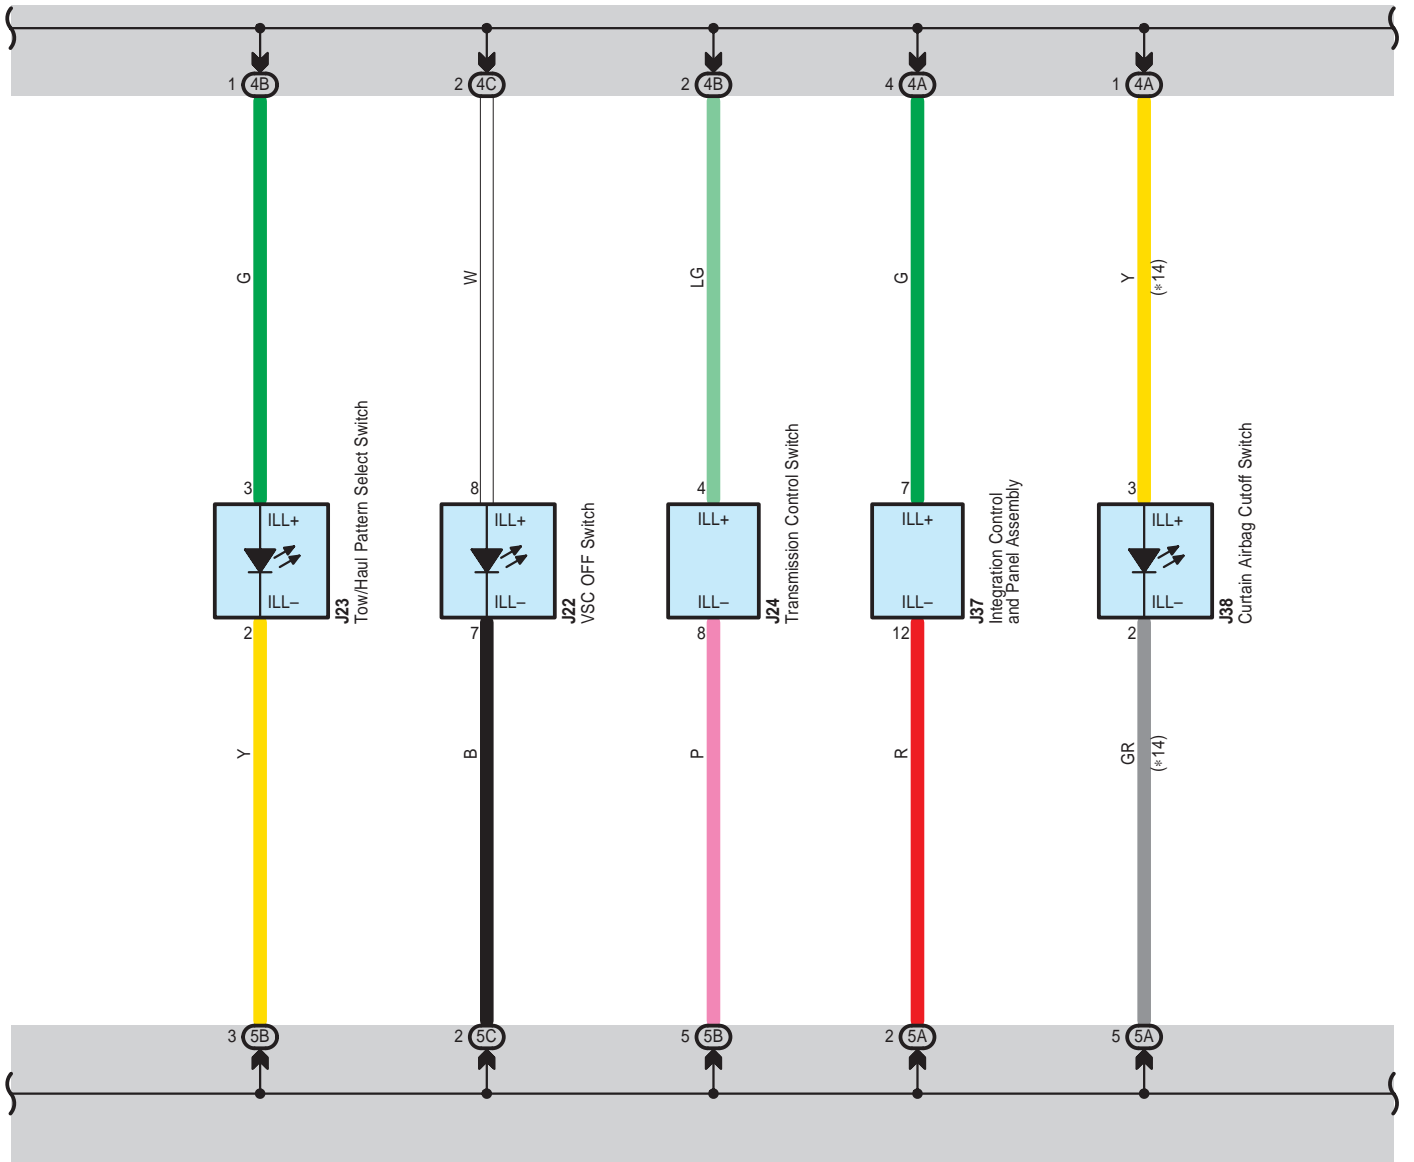 1 4B
2 4C
2 4B
4 4A
1 4A
G
W
LG
G
Y
(*14)
3
8
4
7
3
ILL+
ILL+
ILL+
ILL+
ILL+
ILL–
ILL–
ILL–
ILL–
ILL–
J23
Tow/Haul Pattern Select Switch
J22
VSC OFF Switch
J24
Transmission Control Switch
J37
Integration Control
and Panel Assembly
J38
Curtain Airbag Cutoff Switch
2
7
8
12
2
Y
B
P
R
GR
(*14)
3 5B
2 5C
5 5B
2 5A
5 5A